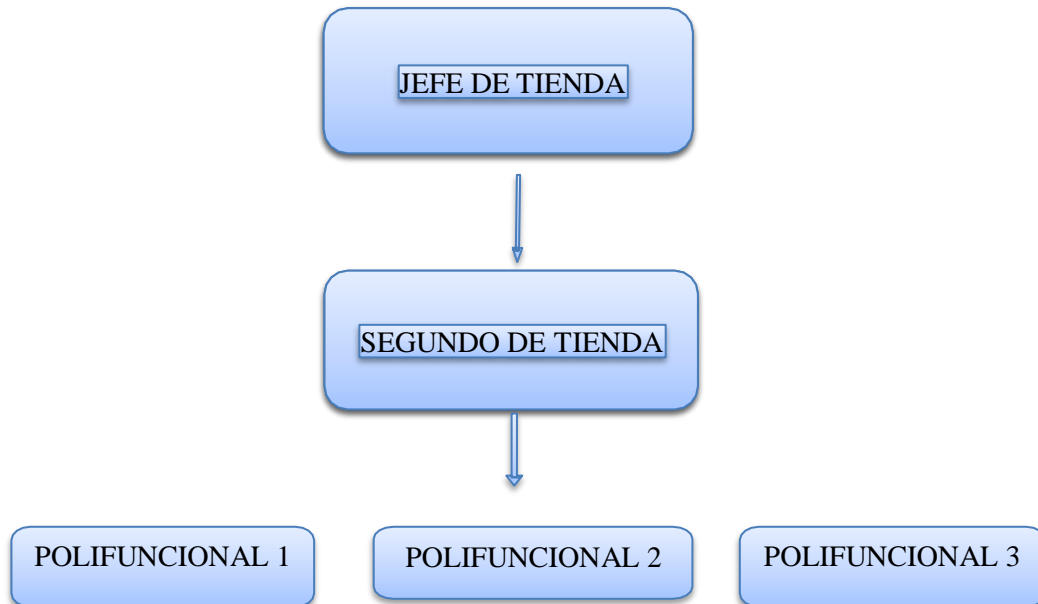 JEFE DE TIENDA
SEGUNDO DE TIENDA
POLIFUNCIONAL 1
POLIFUNCIONAL 2
POLIFUNCIONAL 3